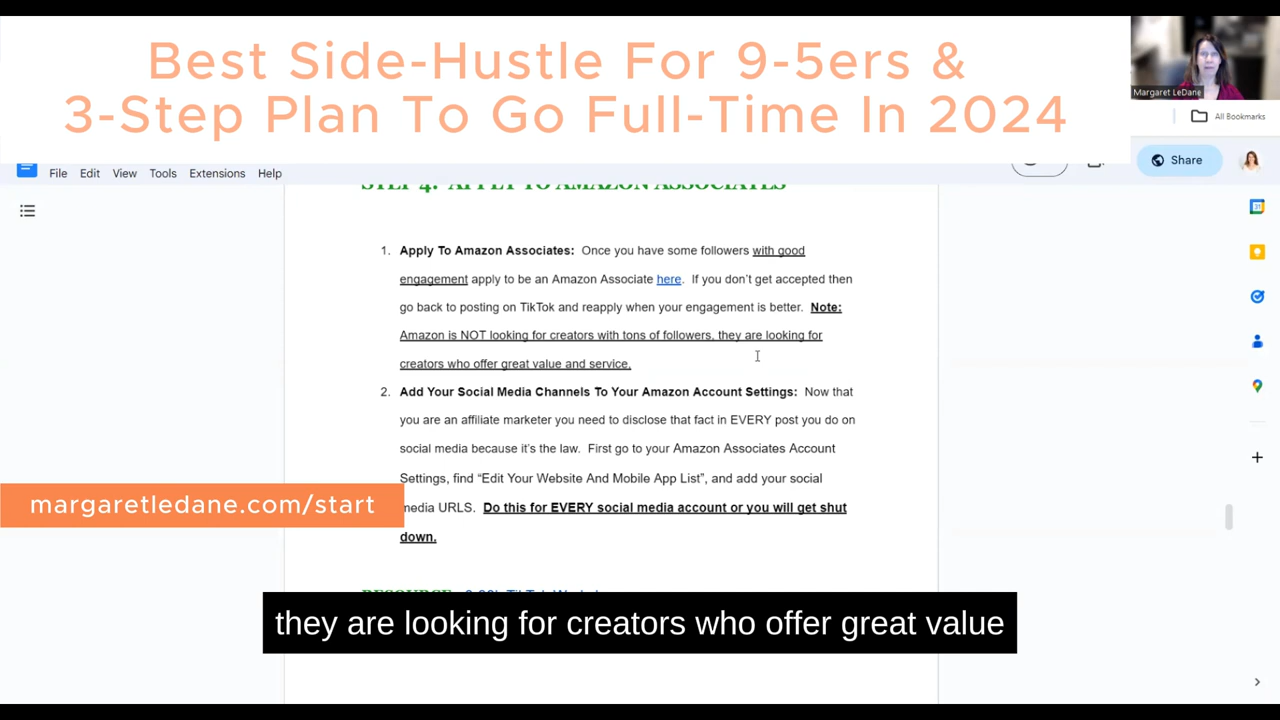 Best Side-Hustle For 9-5ers &
3-Step Plan To Go Full-Time In 2024
Margaret LeDane
All Bookmarks
File Edit View Tools Extensions Help
Share
STEP 4: APPLY TO AMAZON ASSOCIATES
1. Apply To Amazon Associates: Once you have some followers with good
engagement apply to be an Amazon Associate here. If you don't get accepted then
go back to posting on TikTok and reapply when your engagement is better. Note:
Amazon is NOT looking for creators with tons of followers, they are looking for
creators who offer great value and service.
2. Add Your Social Media Channels To Your Amazon Account Settings: Now that
you are an affiliate marketer you need to disclose that fact in EVERY post you do on
social media because it's the law. First go to your Amazon Associates Account
Settings, find “Edit Your Website And Mobile App List”, and add your social
media URLS. Do this for EVERY social media account or you will get shut
down.
margaretledane.com/start
they are looking for creators who offer great value